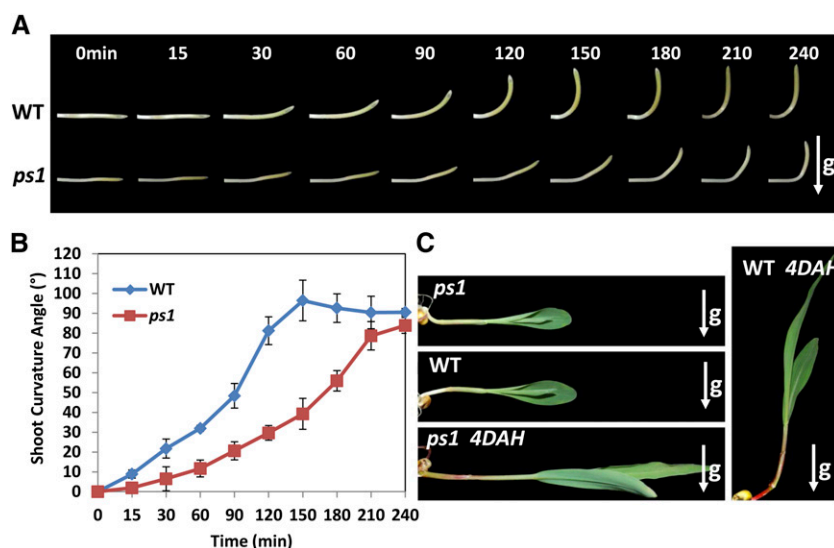 A
0min 15 30 60 90 120 150 180 210 240
WT
ps1
g
B
120
110
100
90
80
70
60
50
40
30
20
10
0
Shoot Curvature Angle (°)
WT
ps1
0 15 30 60 90 120 150 180 210 240
Time (min)
C
ps1
g
WT
g
ps1 4DAH
g
WT 4DAH
g